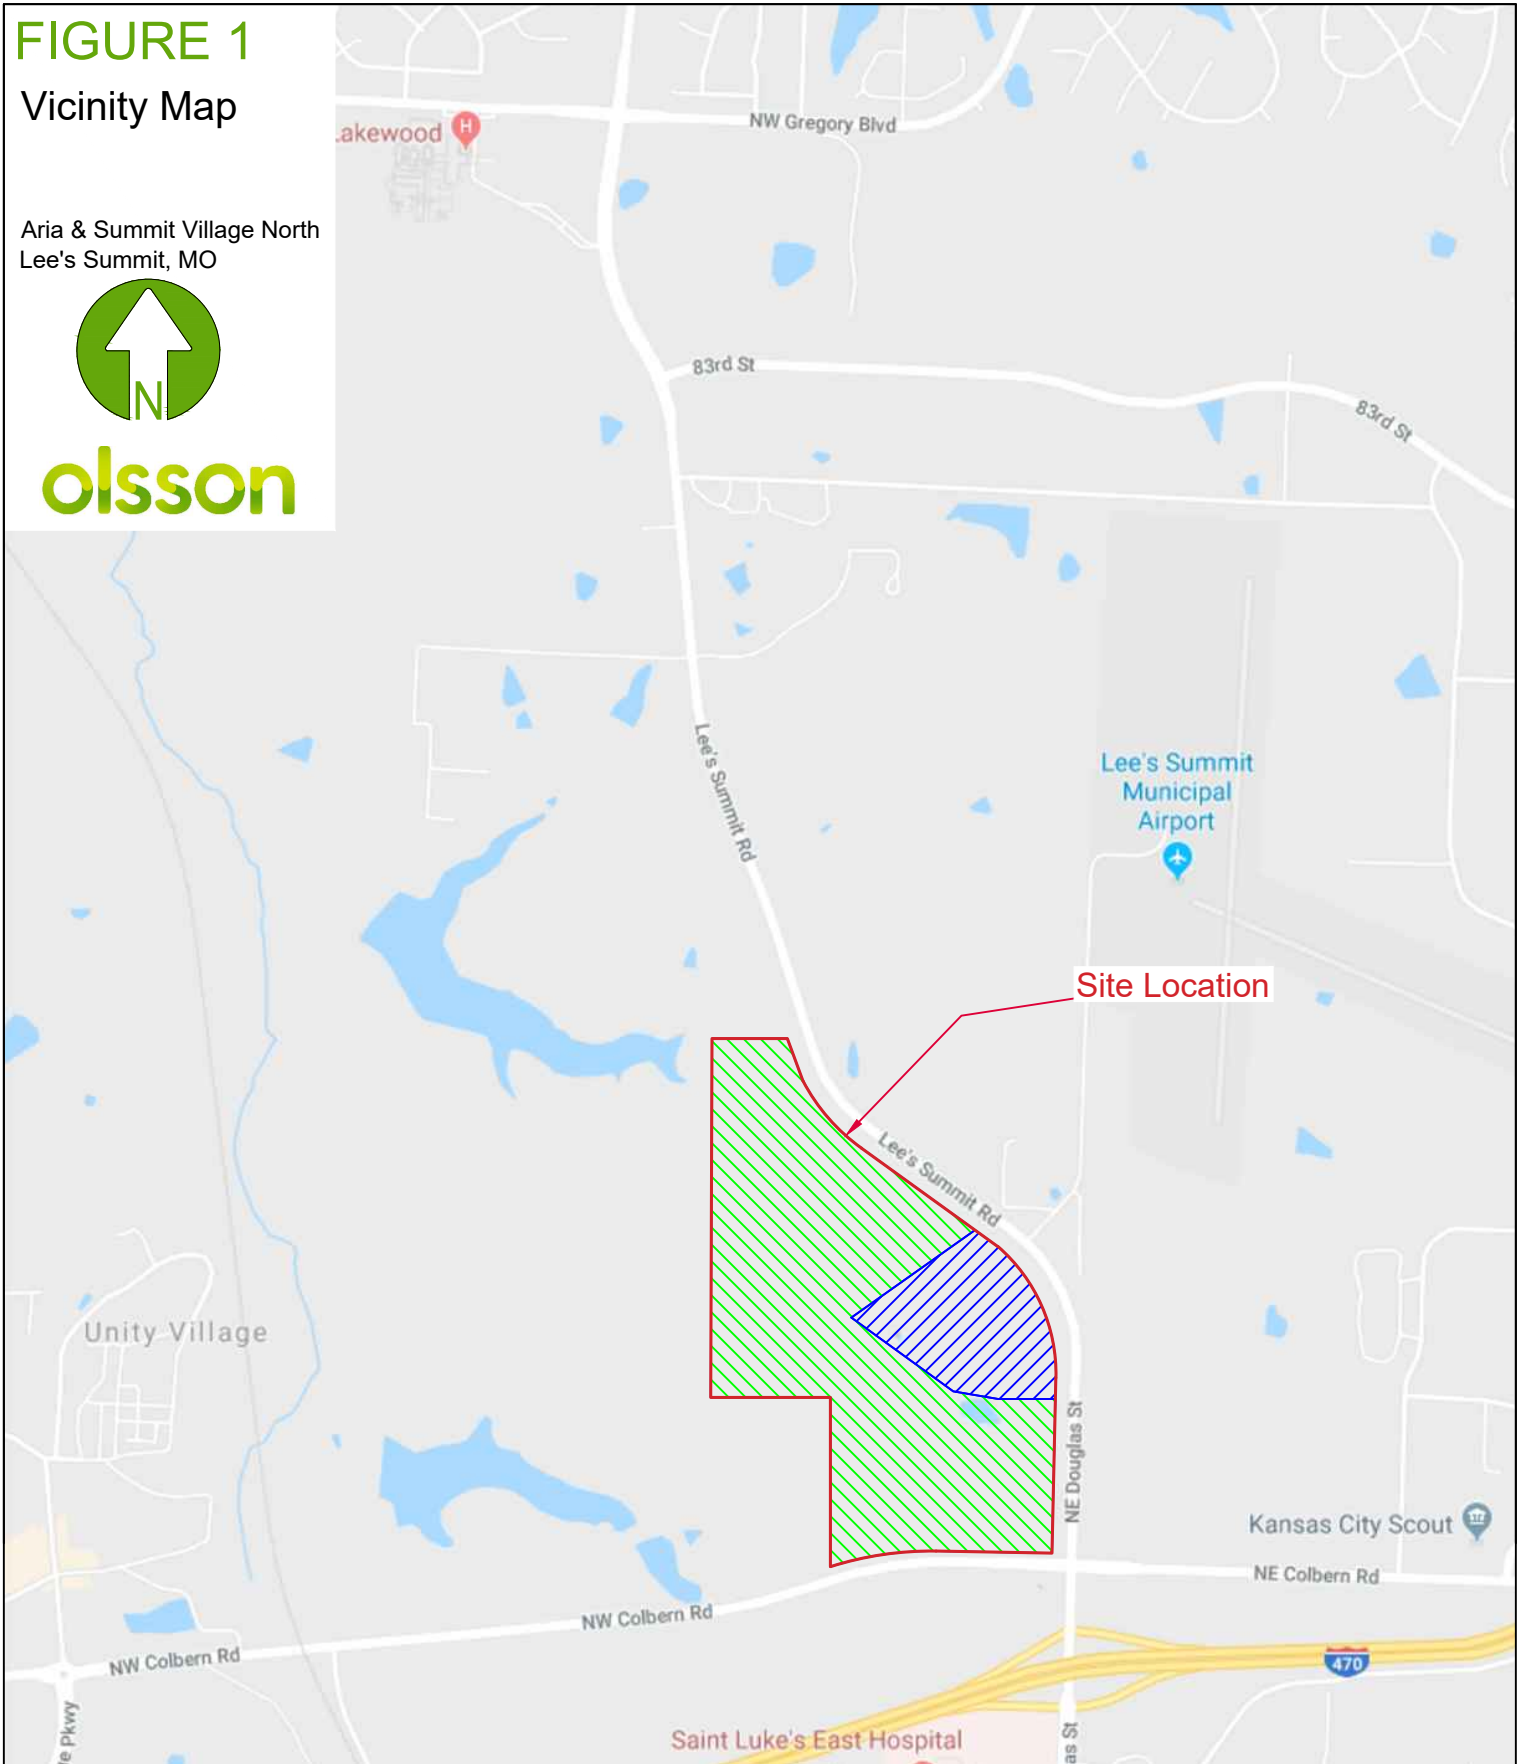 FIGURE 1
Vicinity Map
Aria & Summit Village North
Lee's Summit, MO
N
olsson
Lakewood
H
NW Gregory Blvd
83rd St
83rd St
Lee's Summit Rd
Lee's Summit
Municipal
Airport
Site Location
Lee's Summit Rd
Unity Village
NE Douglas St
Kansas City Scout
NE Colbern Rd
NW Colbern Rd
NW Colbern Rd
470
Pkwy
Saint Luke's East Hospital
St